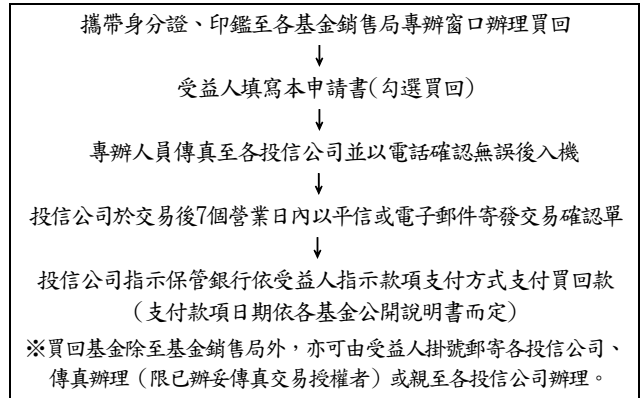 攜帶身分證、印鑑至各基金銷售局專辦窗口辦理買回
↓
受益人填寫本申請書(勾選買回)
↓
專辦人員傳真至各投信公司並以電話確認無誤後入機
↓
投信公司於交易後7個營業日內以平信或電子郵件寄發交易確認單
↓
投信公司指示保管銀行依受益人指示款項支付方式支付買回款
(支付款項日期依各基金公開說明書而定)
※買回基金除至基金銷售局外，亦可由受益人掛號郵寄各投信公司、
傳真辦理（限已辦妥傳真交易授權者）或親至各投信公司辦理。